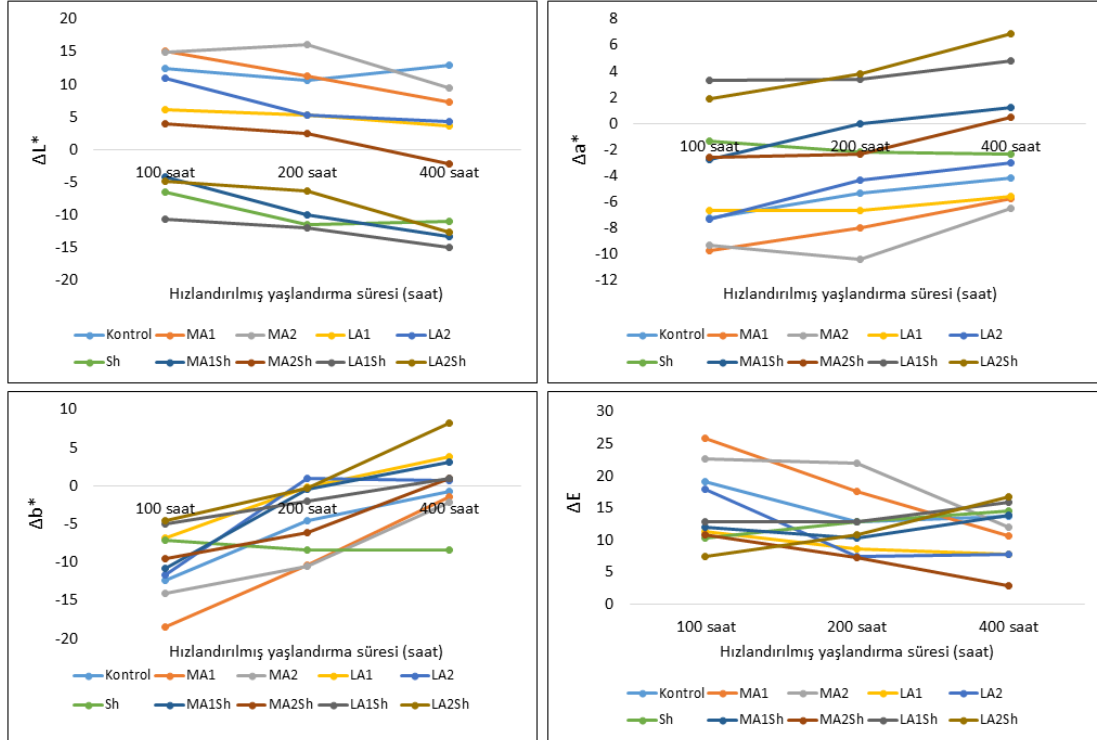 20
15
10
5
0
-5
-10
-15
-20
ΔL*
100 saat 200 saat 400 saat
Hızlandırılmış yaşlandırma süresi (saat)
Kontrol MA1 MA2 LA1 LA2
Sh MA1Sh MA2Sh LA1Sh LA2Sh
8
6
4
2
0
-2
-4
-6
-8
-10
-12
Δa*
100 saat 200 saat 400 saat
Hızlandırılmış yaşlandırma süresi (saat)
Kontrol MA1 MA2 LA1 LA2
Sh MA1Sh MA2Sh LA1Sh LA2Sh
10
5
0
-5
-10
-15
-20
Δb*
100 saat 200 saat 400 saat
Hızlandırılmış yaşlandırma süresi (saat)
Kontrol MA1 MA2 LA1 LA2
Sh MA1Sh MA2Sh LA1Sh LA2Sh
30
25
20
15
10
5
0
ΔE
100 saat 200 saat 400 saat
Hızlandırılmış yaşlandırma süresi (saat)
Kontrol MA1 MA2 LA1 LA2
Sh MA1Sh MA2Sh LA1Sh LA2Sh